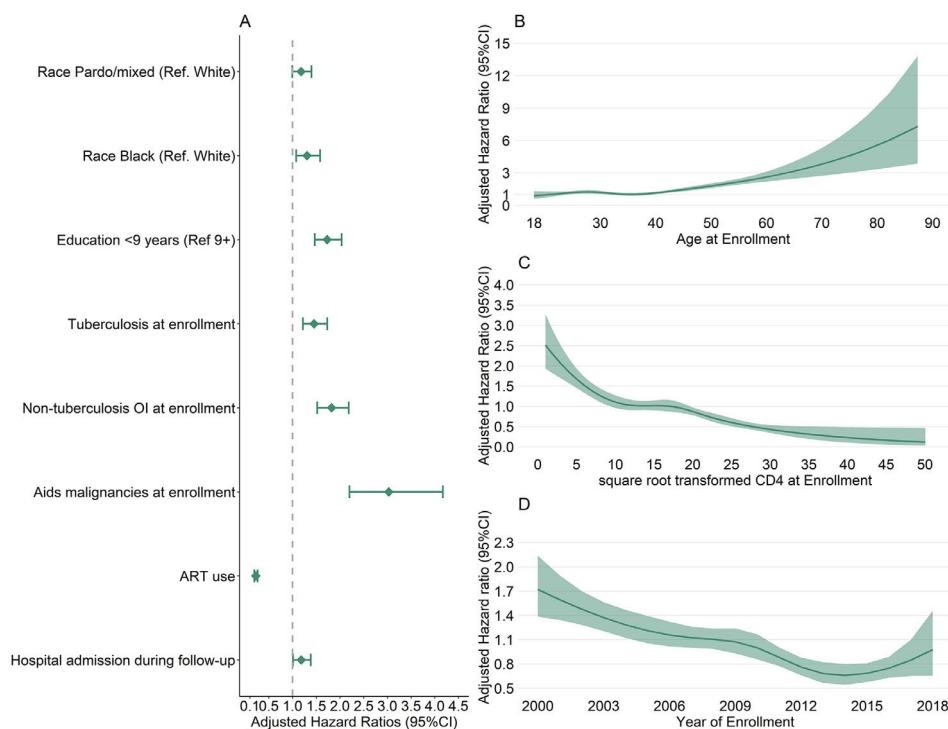 A
Race Pardo/mixed (Ref. White)
Race Black (Ref. White)
Education <9 years (Ref 9+)
Tuberculosis at enrollment
Non-tuberculosis OI at enrollment
Aids malignancies at enrollment
ART use
Hospital admission during follow-up
0.10.5 1.0 1.5 2.0 2.5 3.0 3.5 4.0 4.5
Adjusted Hazard Ratios (95%CI)
B
Adjusted Hazard Ratio (95%CI)
15
12
9
6
3
1
0
18 30 40 50 60 70 80 90
Age at Enrollment
C
Adjusted Hazard Ratio (95%CI)
4.0
3.5
3.0
2.5
2.0
1.5
1.0
0.5
0.0
0 5 10 15 20 25 30 35 40 45 50
square root transformed CD4 at Enrollment
D
Adjusted Hazard ratio (95%CI)
2.3
2.0
1.7
1.4
1.1
0.8
0.5
2000 2003 2006 2009 2012 2015 2018
Year of Enrollment